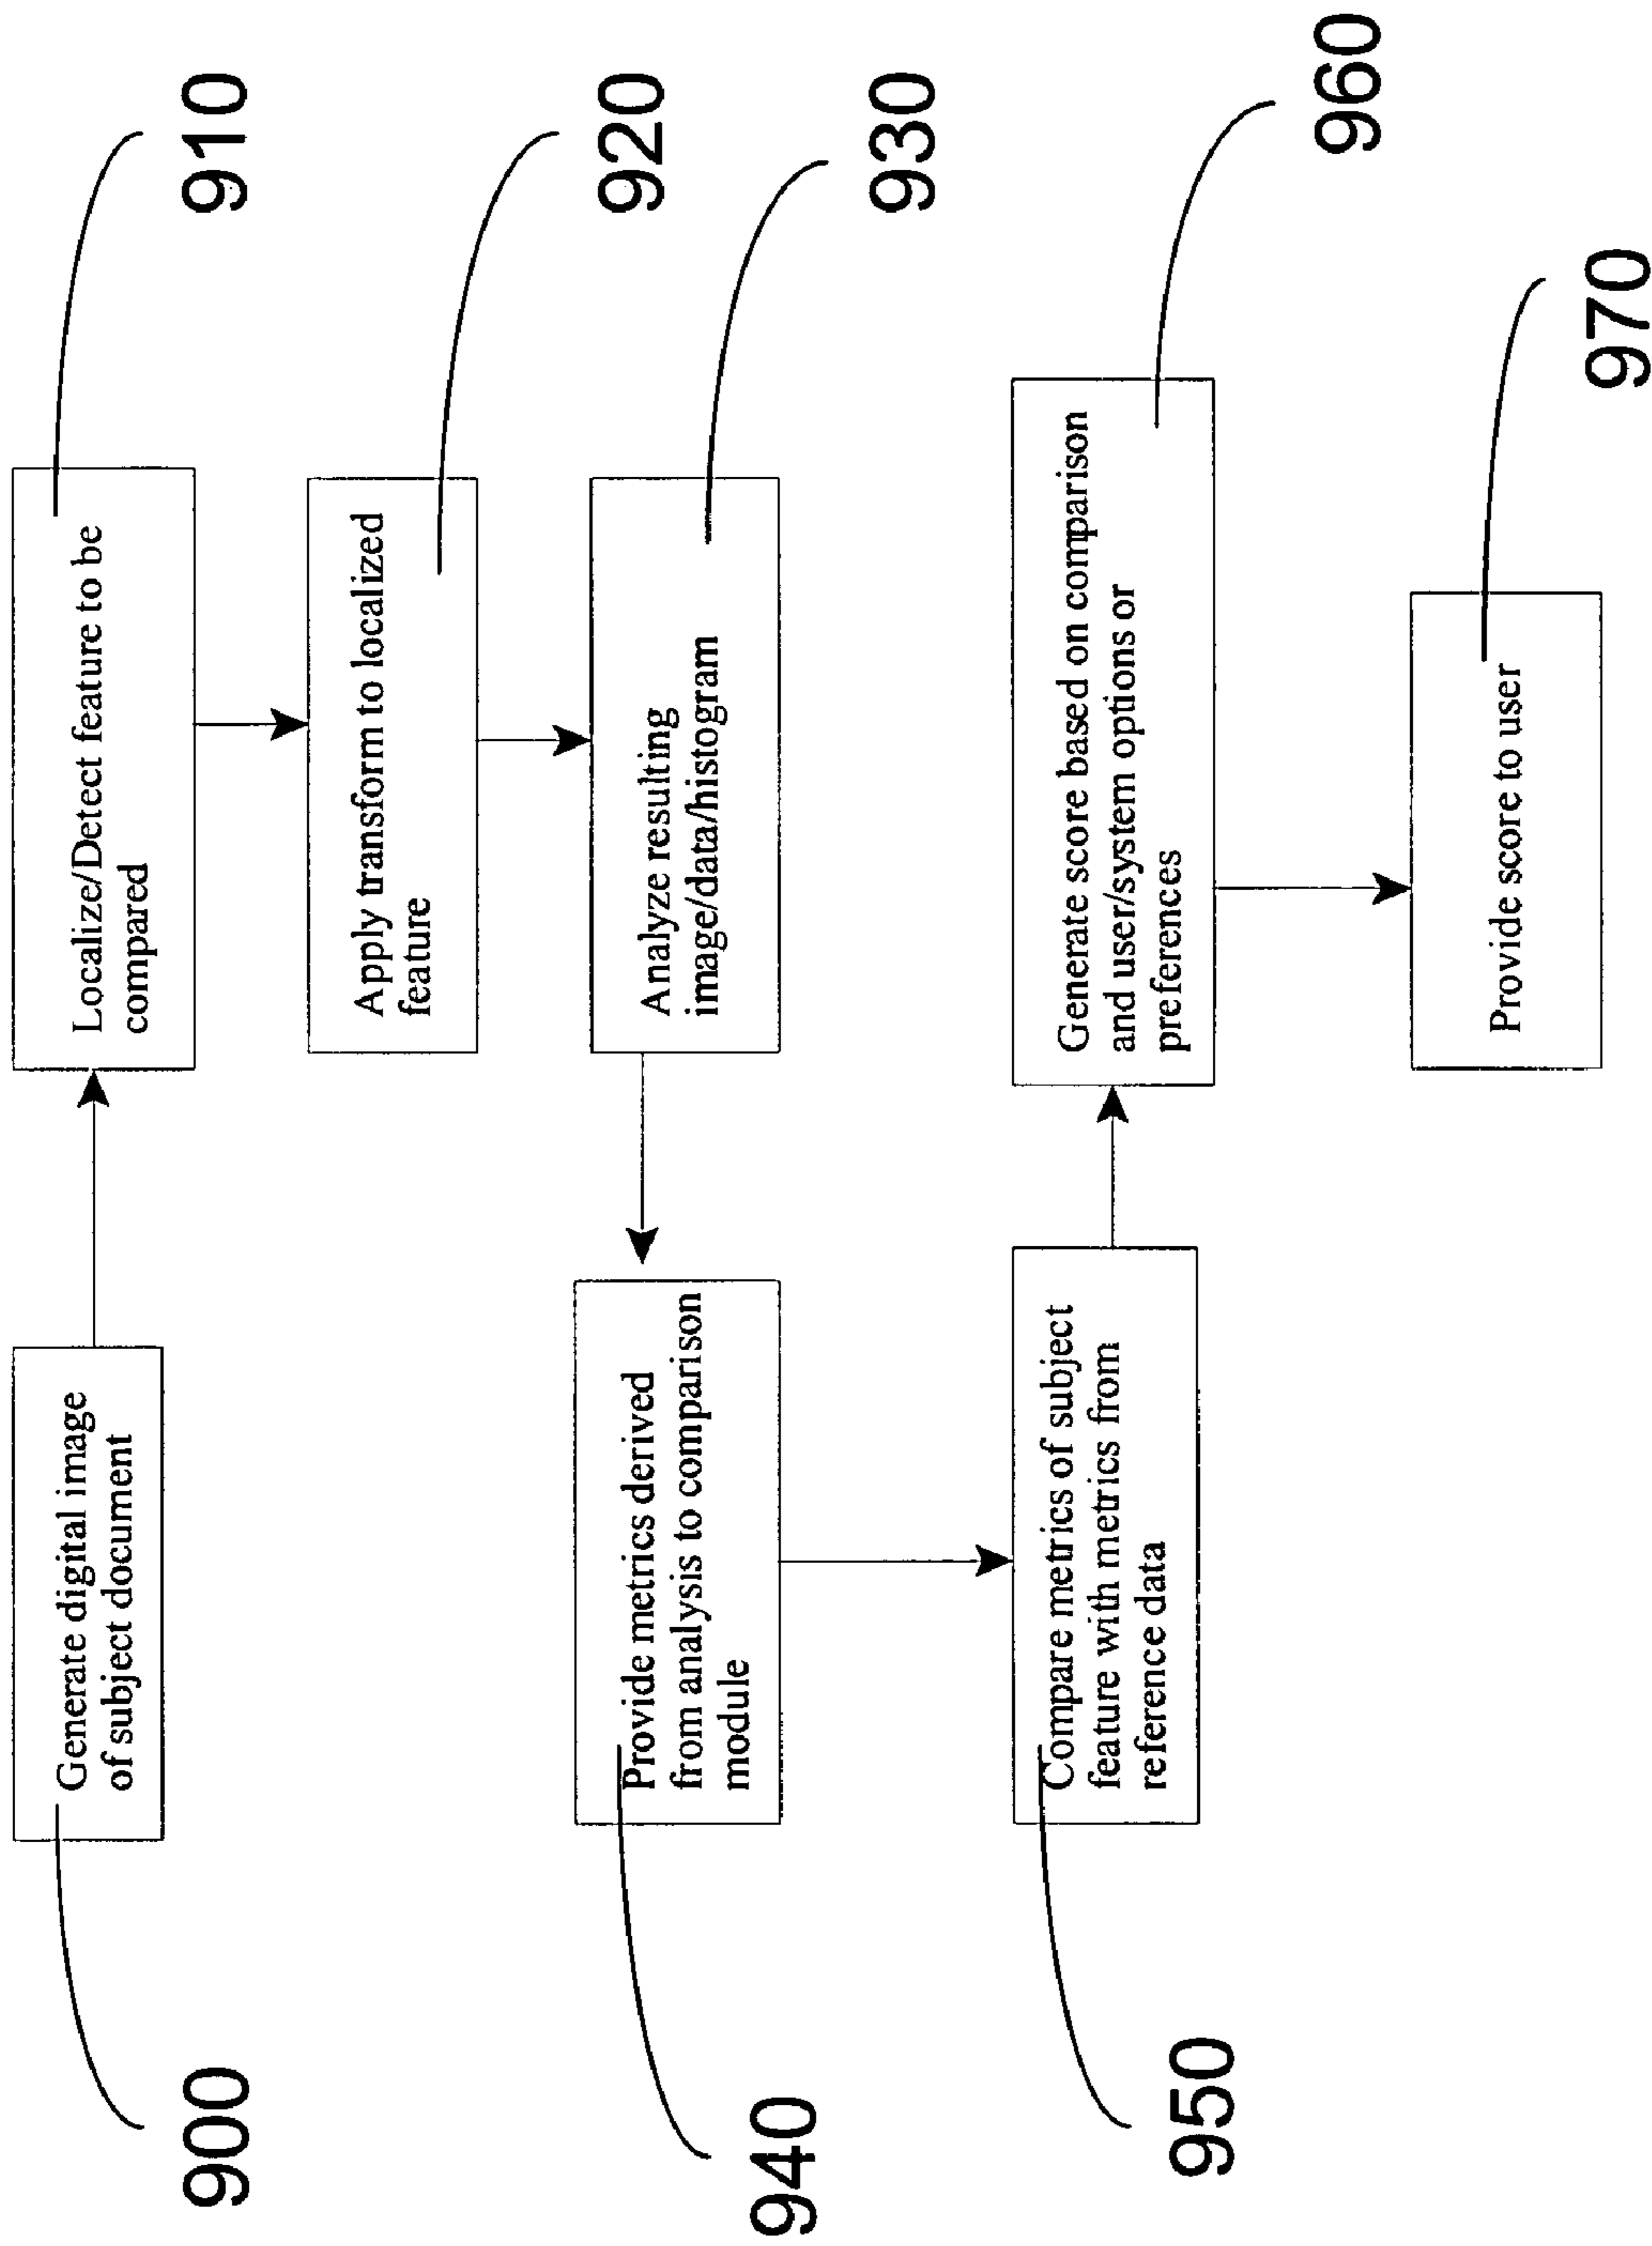 900
Generate digital image
of subject document
910
Localize/Detect feature to be
compared
920
Apply transform to localized
feature
930
Analyze resulting
image/data/histogram
940
Provide metrics derived
from analysis to comparison
module
950
Compare metrics of subject
feature with metrics from
reference data
960
Generate score based on comparison
and user/system options or
preferences
970
Provide score to user